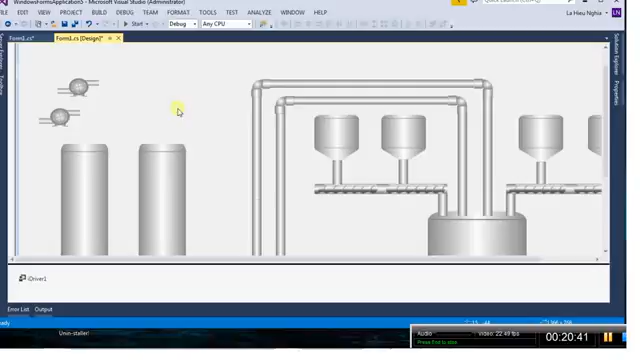 WindowsFormsApplication5 - Microsoft Visual Studio (Administrator)
Quick Launch (Ctrl+Q)
FILE EDIT VIEW PROJECT BUILD DEBUG TEAM FORMAT TOOLS TEST ANALYZE WINDOW HELP
La Hieu Nghia LN
Start Debug Any CPU
Form1.cs* Form1.cs [Design]*
Toolbox
Solution Explorer
Properties
iDriver1
Error List Output
Ready
Audio Video: 22.49 fps
Press End to stop
00:20:41